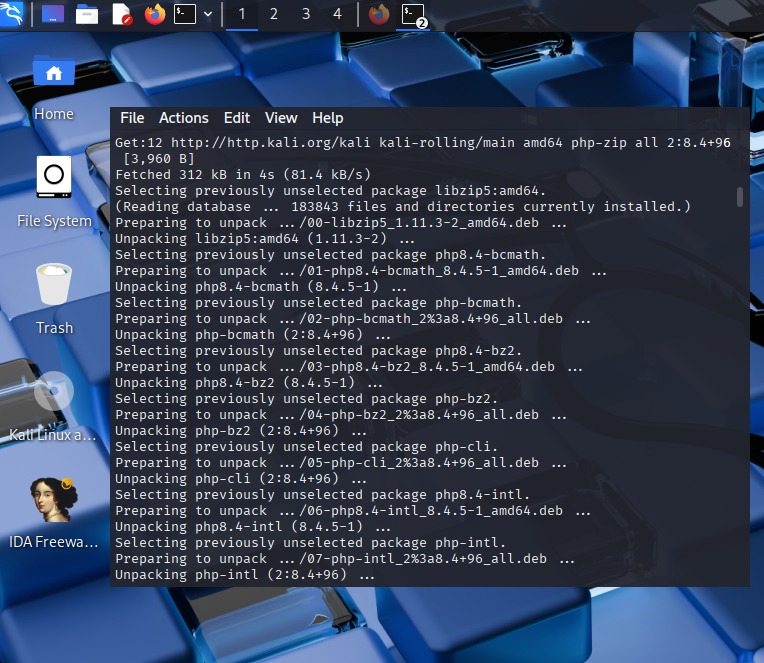 1 2 3 4
2
Home
File System
Trash
Kali Linux a...
IDA Freewa...
File Actions Edit View Help
Get:12 http://http.kali.org/kali kali-rolling/main amd64 php-zip all 2:8.4+96
[3,960 B]
Fetched 312 kB in 4s (81.4 kB/s)
Selecting previously unselected package libzip5:amd64.
(Reading database ... 183843 files and directories currently installed.)
Preparing to unpack .../00-libzip5_1.11.3-2_amd64.deb ...
Unpacking libzip5:amd64 (1.11.3-2) ...
Selecting previously unselected package php8.4-bcmath.
Preparing to unpack .../01-php8.4-bcmath_8.4.5-1_amd64.deb ...
Unpacking php8.4-bcmath (8.4.5-1) ...
Selecting previously unselected package php-bcmath.
Preparing to unpack .../02-php-bcmath_2%3a8.4+96_all.deb ...
Unpacking php-bcmath (2:8.4+96) ...
Selecting previously unselected package php8.4-bz2.
Preparing to unpack .../03-php8.4-bz2_8.4.5-1_amd64.deb ...
Unpacking php8.4-bz2 (8.4.5-1) ...
Selecting previously unselected package php-bz2.
Preparing to unpack .../04-php-bz2_2%3a8.4+96_all.deb ...
Unpacking php-bz2 (2:8.4+96) ...
Selecting previously unselected package php-cli.
Preparing to unpack .../05-php-cli_2%3a8.4+96_all.deb ...
Unpacking php-cli (2:8.4+96) ...
Selecting previously unselected package php8.4-intl.
Preparing to unpack .../06-php8.4-intl_8.4.5-1_amd64.deb ...
Unpacking php8.4-intl (8.4.5-1) ...
Selecting previously unselected package php-intl.
Preparing to unpack .../07-php-intl_2%3a8.4+96_all.deb ...
Unpacking php-intl (2:8.4+96) ...